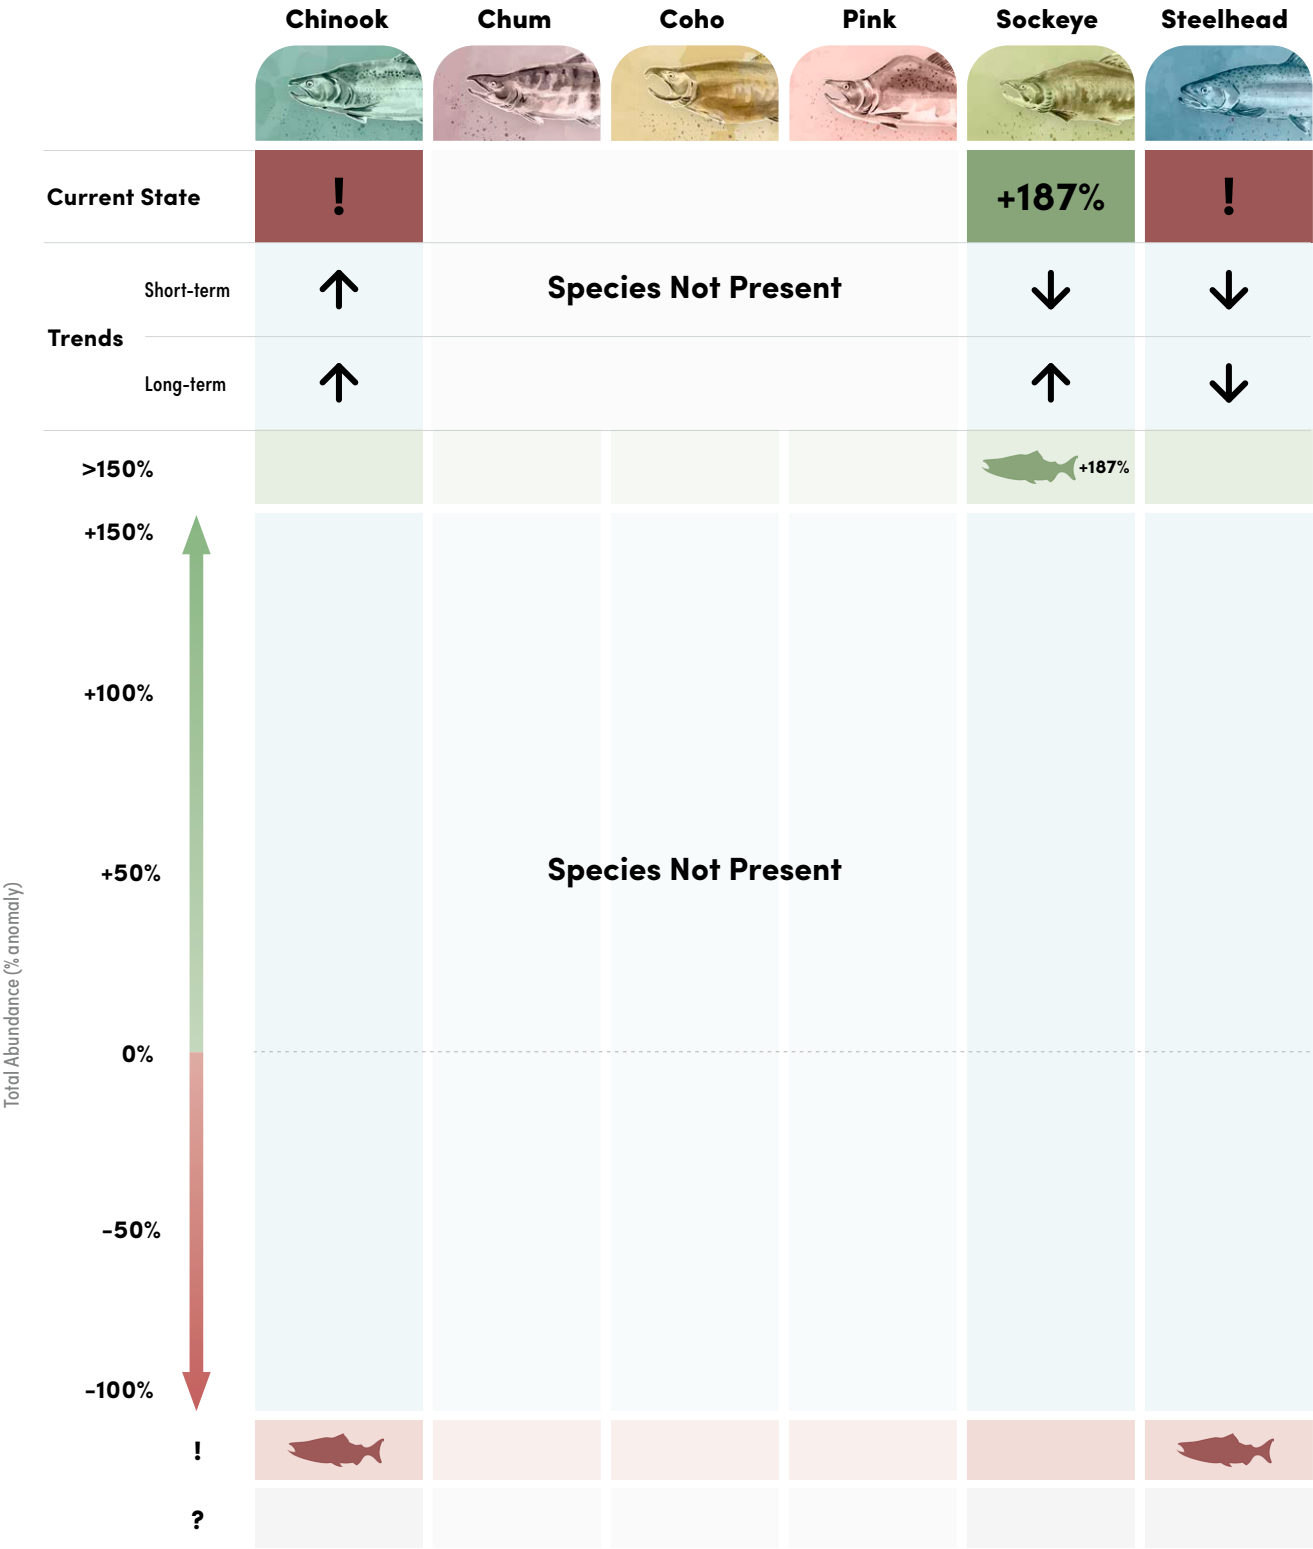 Chinook Chum Coho Pink Sockeye Steelhead
Current State ! +187% !
Short-term
Species Not Present
Trends
Long-term
>150% +187%
+150%
+100%
+50%
Species Not Present
0%
-50%
-100%
Total Abundance (% anomaly)
!
?